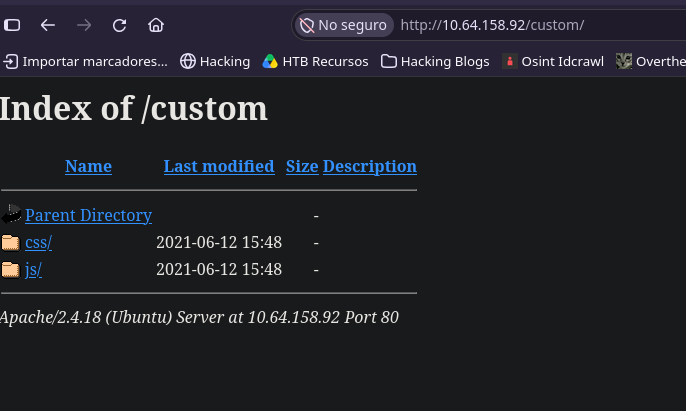 No seguro http://10.64.158.92/custom/
Importar marcadores... Hacking HTB Recursos Hacking Blogs Osint Idcrawl Overthe
Index of /custom
Name Last modified Size Description
Parent Directory -
css/ 2021-06-12 15:48 -
js/ 2021-06-12 15:48 -
Apache/2.4.18 (Ubuntu) Server at 10.64.158.92 Port 80